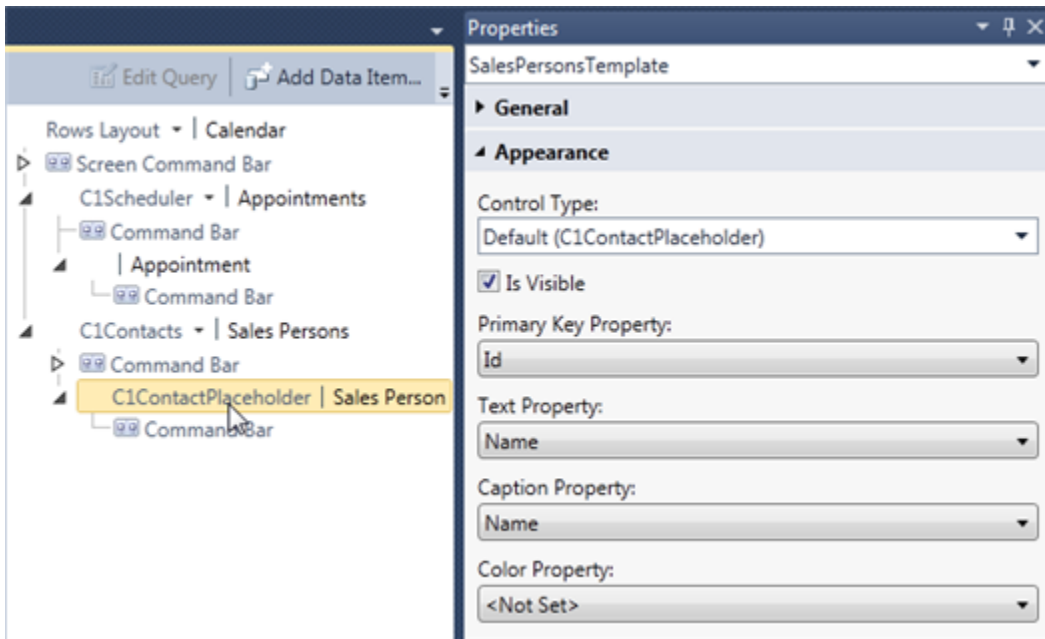 Properties
SalesPersonsTemplate
Edit Query | Add Data Item...
General
Appearance
Rows Layout | Calendar
Screen Command Bar
C1Scheduler | Appointments
Command Bar
| Appointment
Command Bar
C1Contacts | Sales Persons
Command Bar
C1ContactPlaceholder | Sales Person
Command Bar
Control Type:
Default (C1ContactPlaceholder)
Is Visible
Primary Key Property:
Id
Text Property:
Name
Caption Property:
Name
Color Property:
<Not Set>